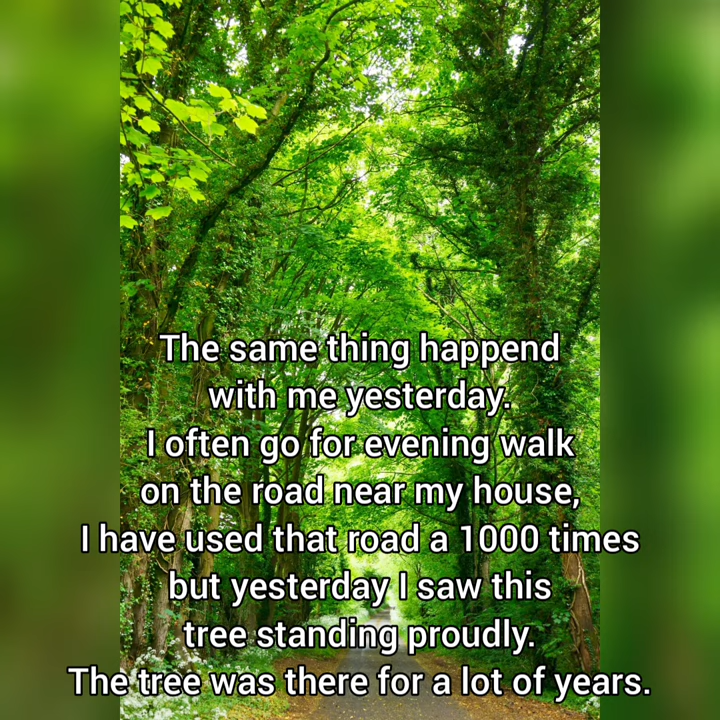 The same thing happend
with me yesterday.
I often go for evening walk
on the road near my house,
I have used that road a 1000 times
but yesterday I saw this
tree standing proudly.
The tree was there for a lot of years.